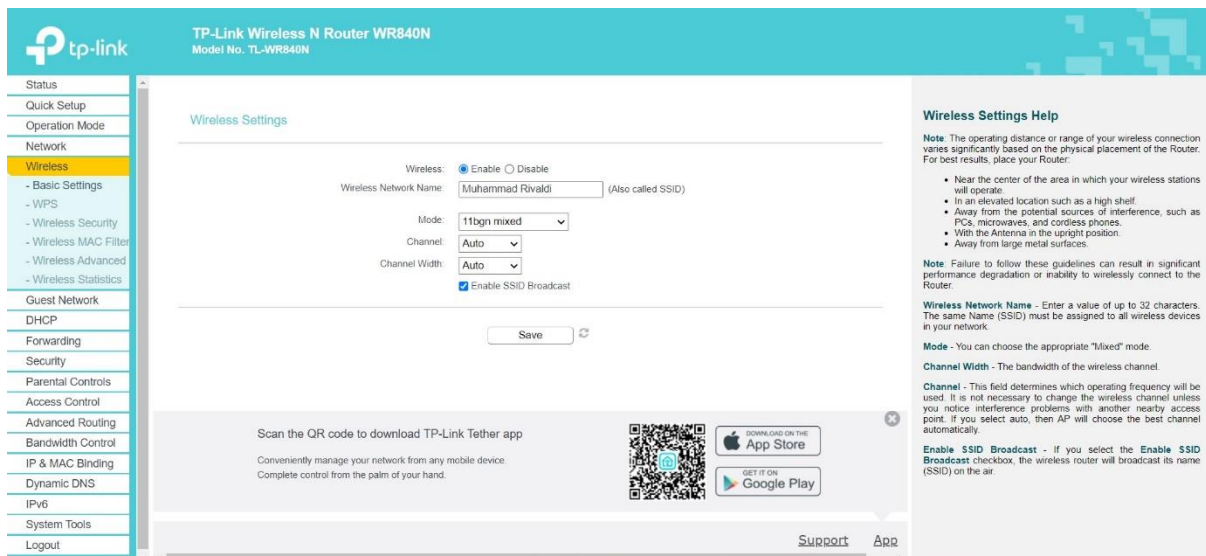 tp-link
TP-Link Wireless N Router WR840N
Model No. TL-WR840N
Status
Quick Setup
Operation Mode
Network
Wireless
- Basic Settings
- WPS
- Wireless Security
- Wireless MAC Filter
- Wireless Advanced
- Wireless Statistics
Guest Network
DHCP
Forwarding
Security
Parental Controls
Access Control
Advanced Routing
Bandwidth Control
IP & MAC Binding
Dynamic DNS
IPv6
System Tools
Logout
Wireless Settings
Wireless: Enable Disable
Wireless Network Name: Muhammad Rivaldi (Also called SSID)
Mode: 11bgn mixed
Channel: Auto
Channel Width: Auto
Enable SSID Broadcast
Save
Scan the QR code to download TP-Link Tether app
Conveniently manage your network from any mobile device.
Complete control from the palm of your hand.
DOWNLOAD ON THE
App Store
GET IT ON
Google Play
Support App
Wireless Settings Help
Note: The operating distance or range of your wireless connection
varies significantly based on the physical placement of the Router.
For best results, place your Router:
• Near the center of the area in which your wireless stations
will operate.
• In an elevated location such as a high shelf.
• Away from the potential sources of interference, such as
PCs, microwaves, and cordless phones.
• With the Antenna in the upright position.
• Away from large metal surfaces.
Note: Failure to follow these guidelines can result in significant
performance degradation or inability to wirelessly connect to the
Router.
Wireless Network Name - Enter a value of up to 32 characters.
The same Name (SSID) must be assigned to all wireless devices
in your network.
Mode - You can choose the appropriate "Mixed" mode.
Channel Width - The bandwidth of the wireless channel.
Channel - This field determines which operating frequency will be
used. It is not necessary to change the wireless channel unless
you notice interference problems with another nearby access
point. If you select auto, then AP will choose the best channel
automatically.
Enable SSID Broadcast - If you select the Enable SSID
Broadcast checkbox, the wireless router will broadcast its name
(SSID) on the air.